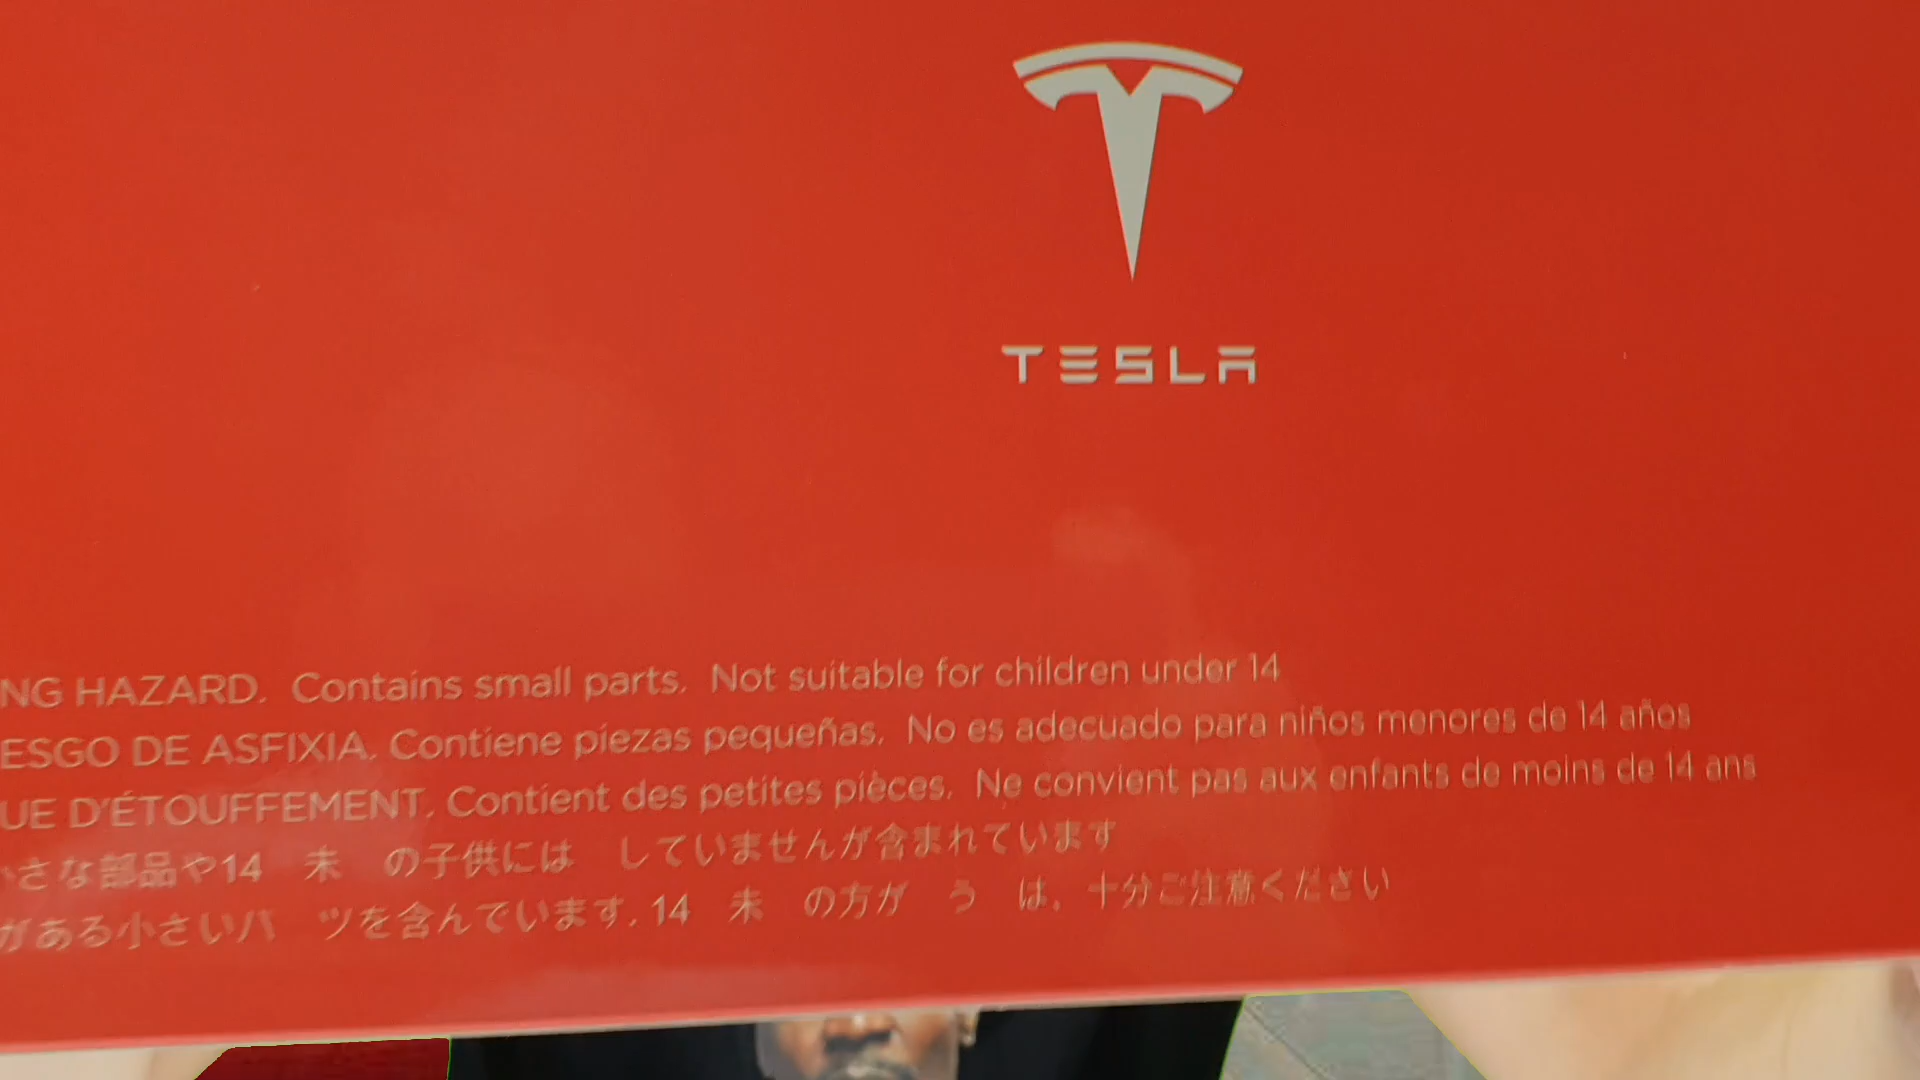 TESLA
NG HAZARD. Contains small parts. Not suitable for children under 14
ESGO DE ASFIXIA. Contiene piezas pequeñas. No es adecuado para niños menores de 14 años
UE D'ÉTOUFFEMENT. Contient des petites pièces. Ne convient pas aux enfants de moins de 14 ans
さな部品や14 未 の子供には していませんが含まれています
がある小さいパ ツを含んでいます. 14 未 の方が う は. 十分ご注意ください